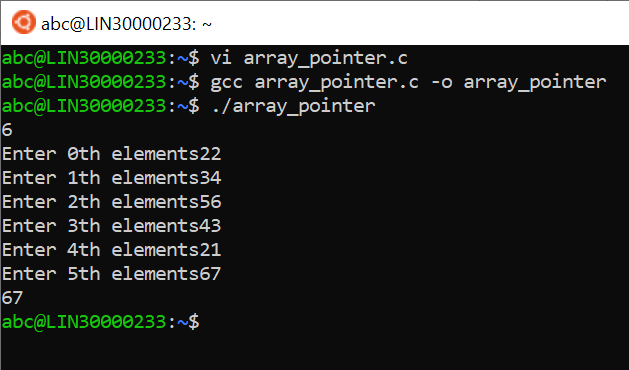 abc@LIN30000233: ~
abc@LIN30000233:~$ vi array_pointer.c
abc@LIN30000233:~$ gcc array_pointer.c -o array_pointer
abc@LIN30000233:~$ ./array_pointer
6
Enter 0th elements22
Enter 1th elements34
Enter 2th elements56
Enter 3th elements43
Enter 4th elements21
Enter 5th elements67
67
abc@LIN30000233:~$